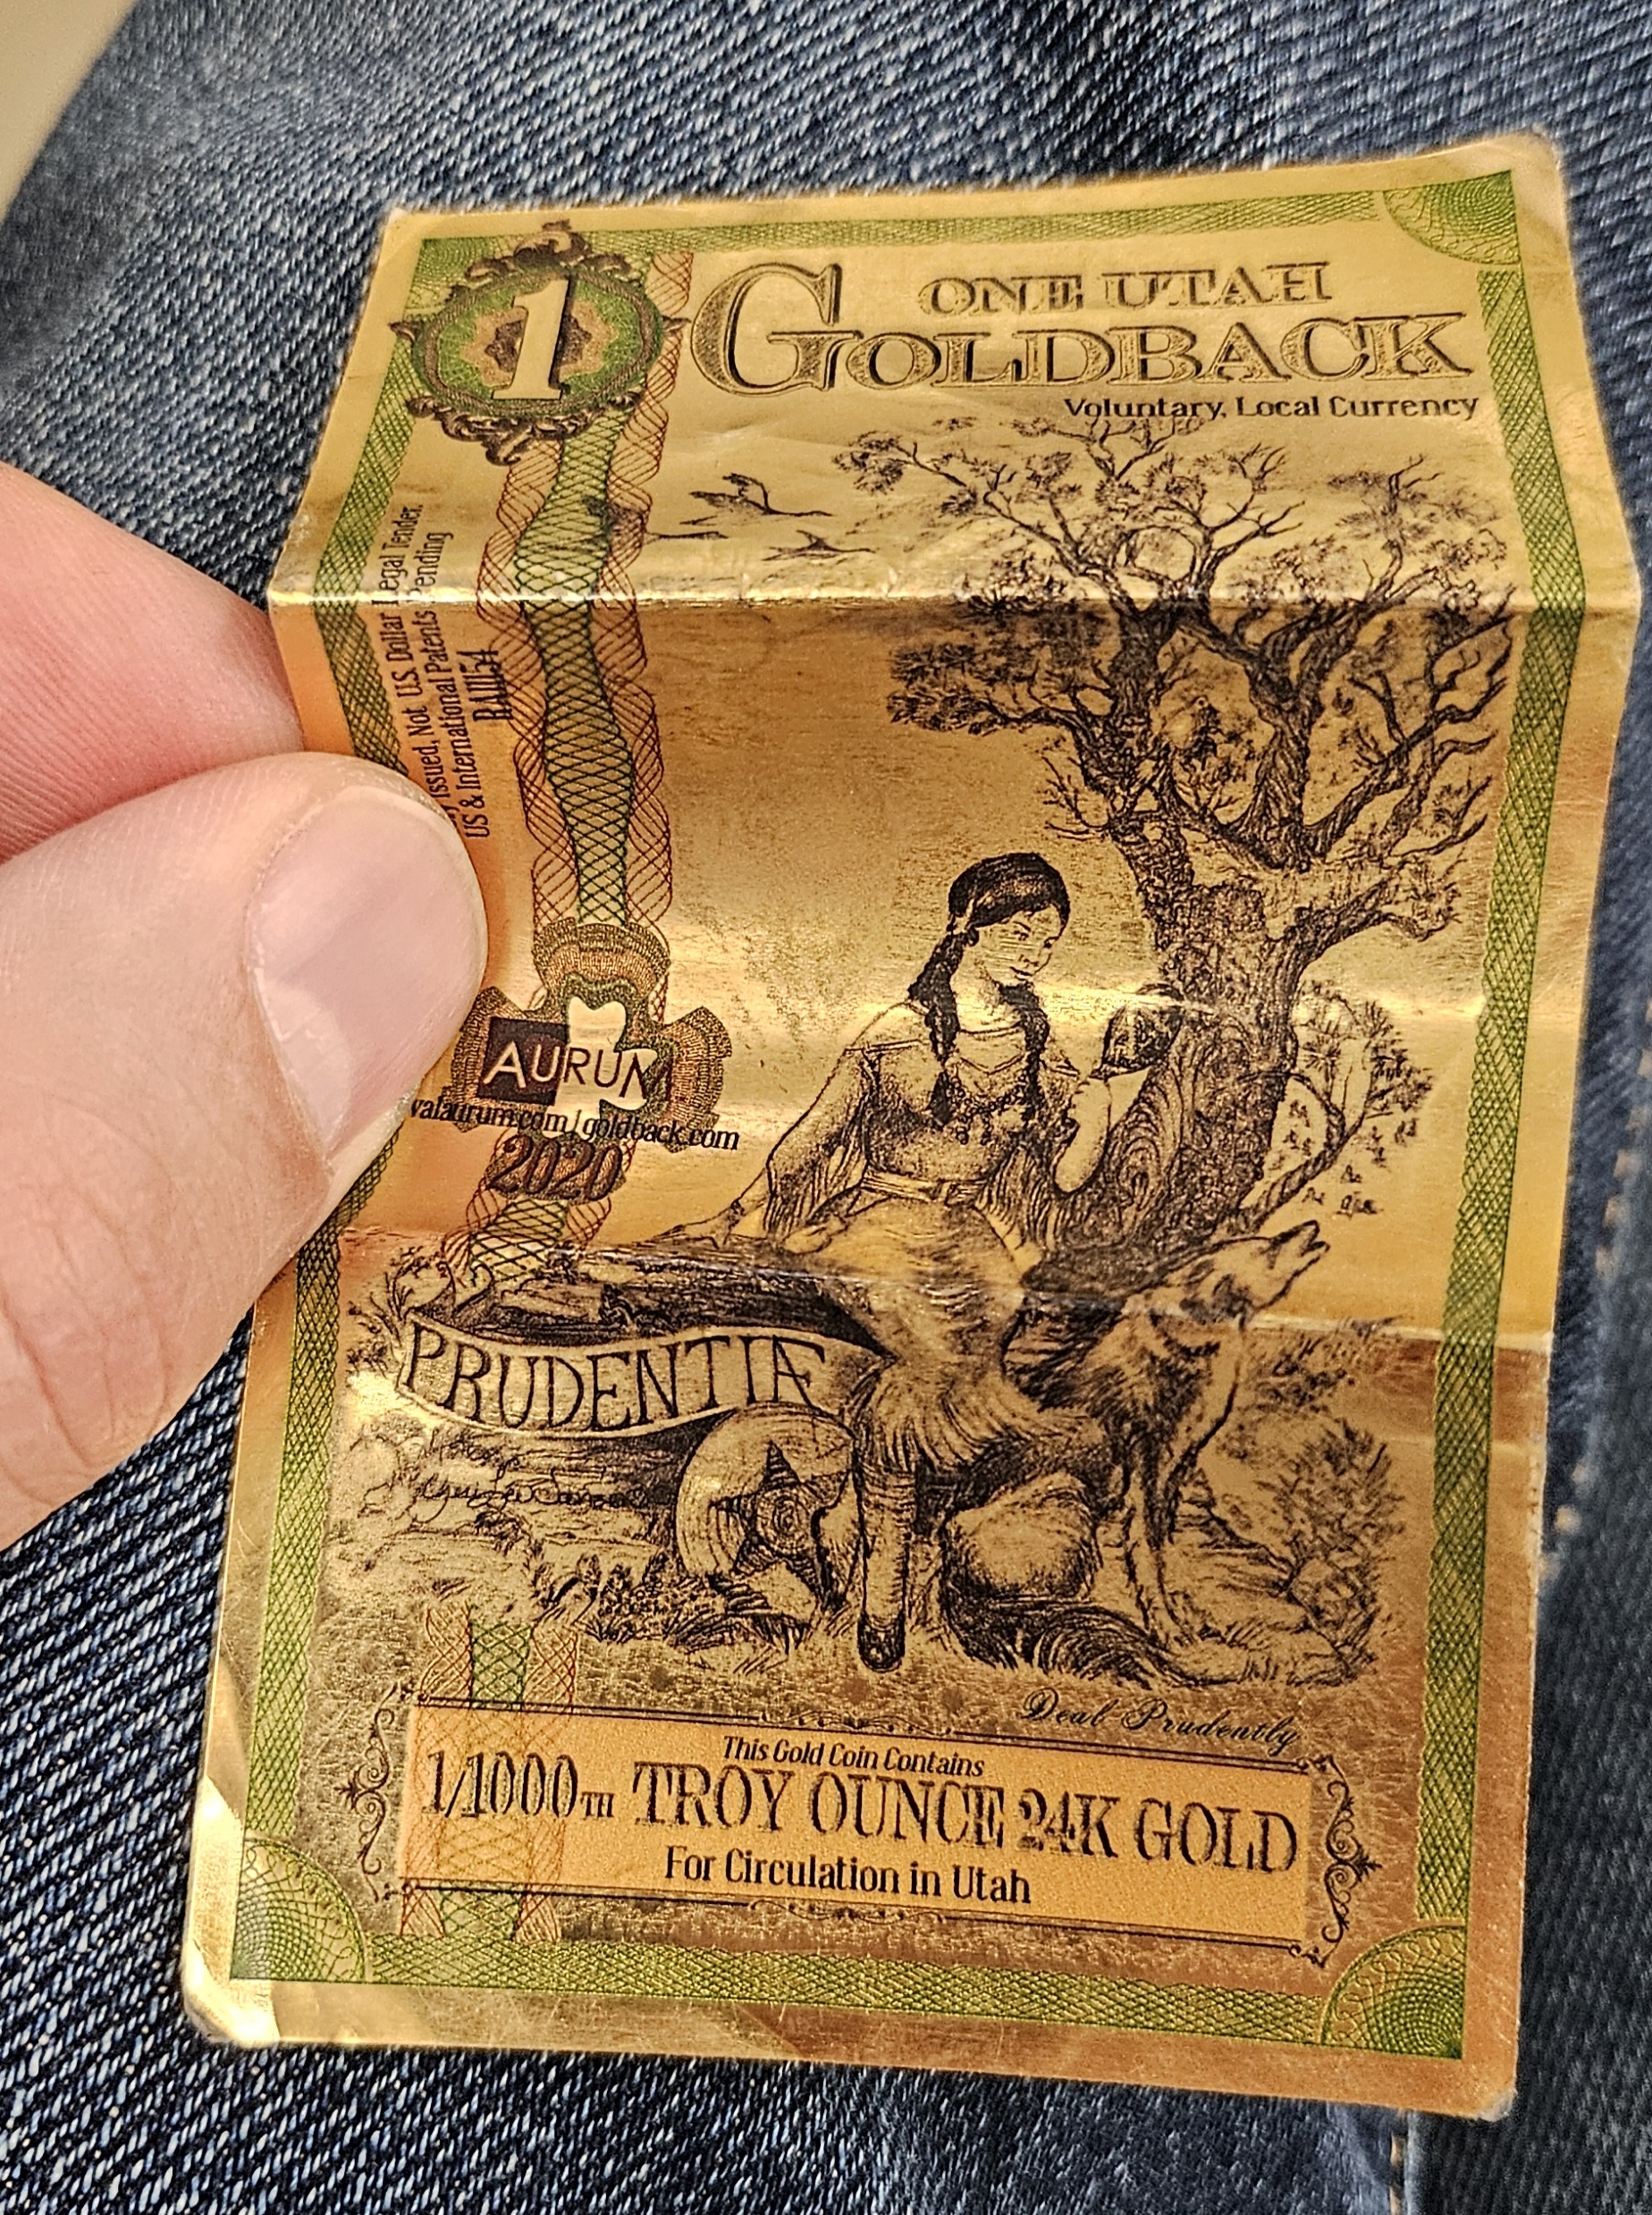 1
ONE UTAH
GOLDBACK
Voluntary, Local Currency
Issued, Not U.S. Dollar Legal Tender.
US & International Patents Pending
AURUM
valaurum.com | goldback.com
2020
PRUDENTIÆ
Deal Prudently
This Gold Coin Contains
1/1000TH TROY OUNCE 24K GOLD
For Circulation in Utah